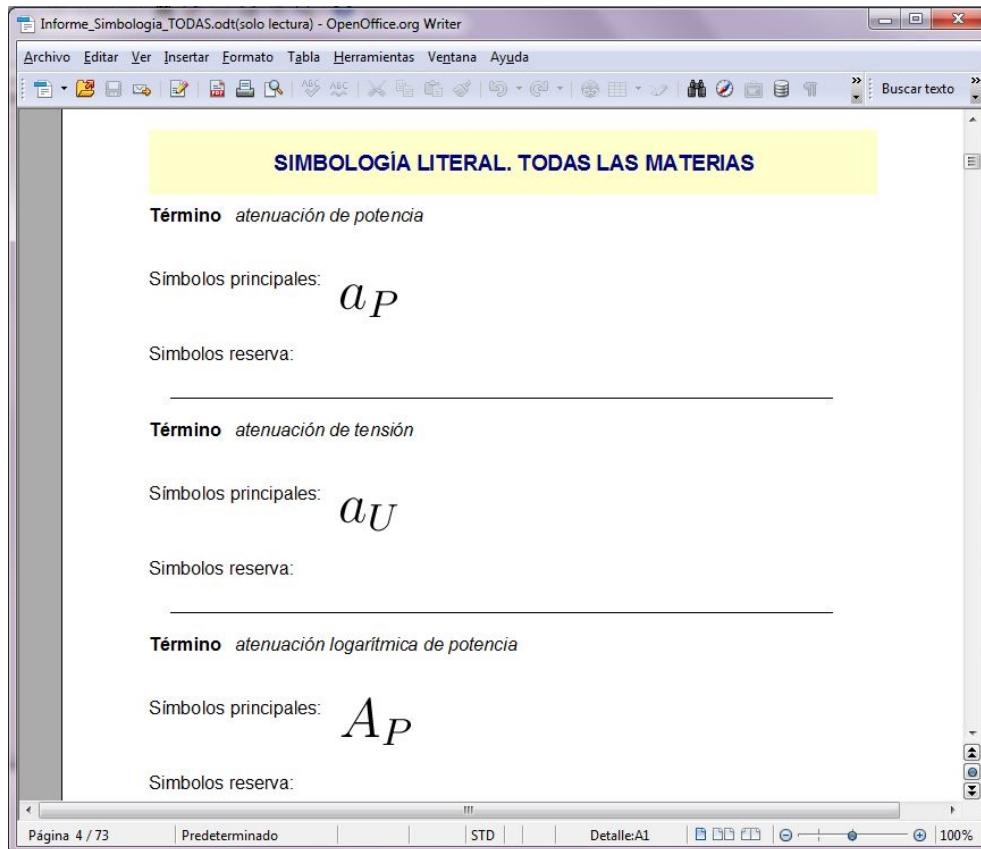 Informe_Simbologia_TODAS.odt(solo lectura) - OpenOffice.org Writer
Archivo Editar Ver Insertar Formato Tabla Herramientas Ventana Ayuda
Buscar texto
SIMBOLOGÍA LITERAL. TODAS LAS MATERIAS
Término atenuación de potencia
Símbolos principales: a_P
Simbolos reserva:
Término atenuación de tensión
Símbolos principales: a_U
Simbolos reserva:
Término atenuación logarítmica de potencia
Símbolos principales: A_P
Simbolos reserva:
Página 4 / 73 Predeterminado STD Detalle:A1 100%